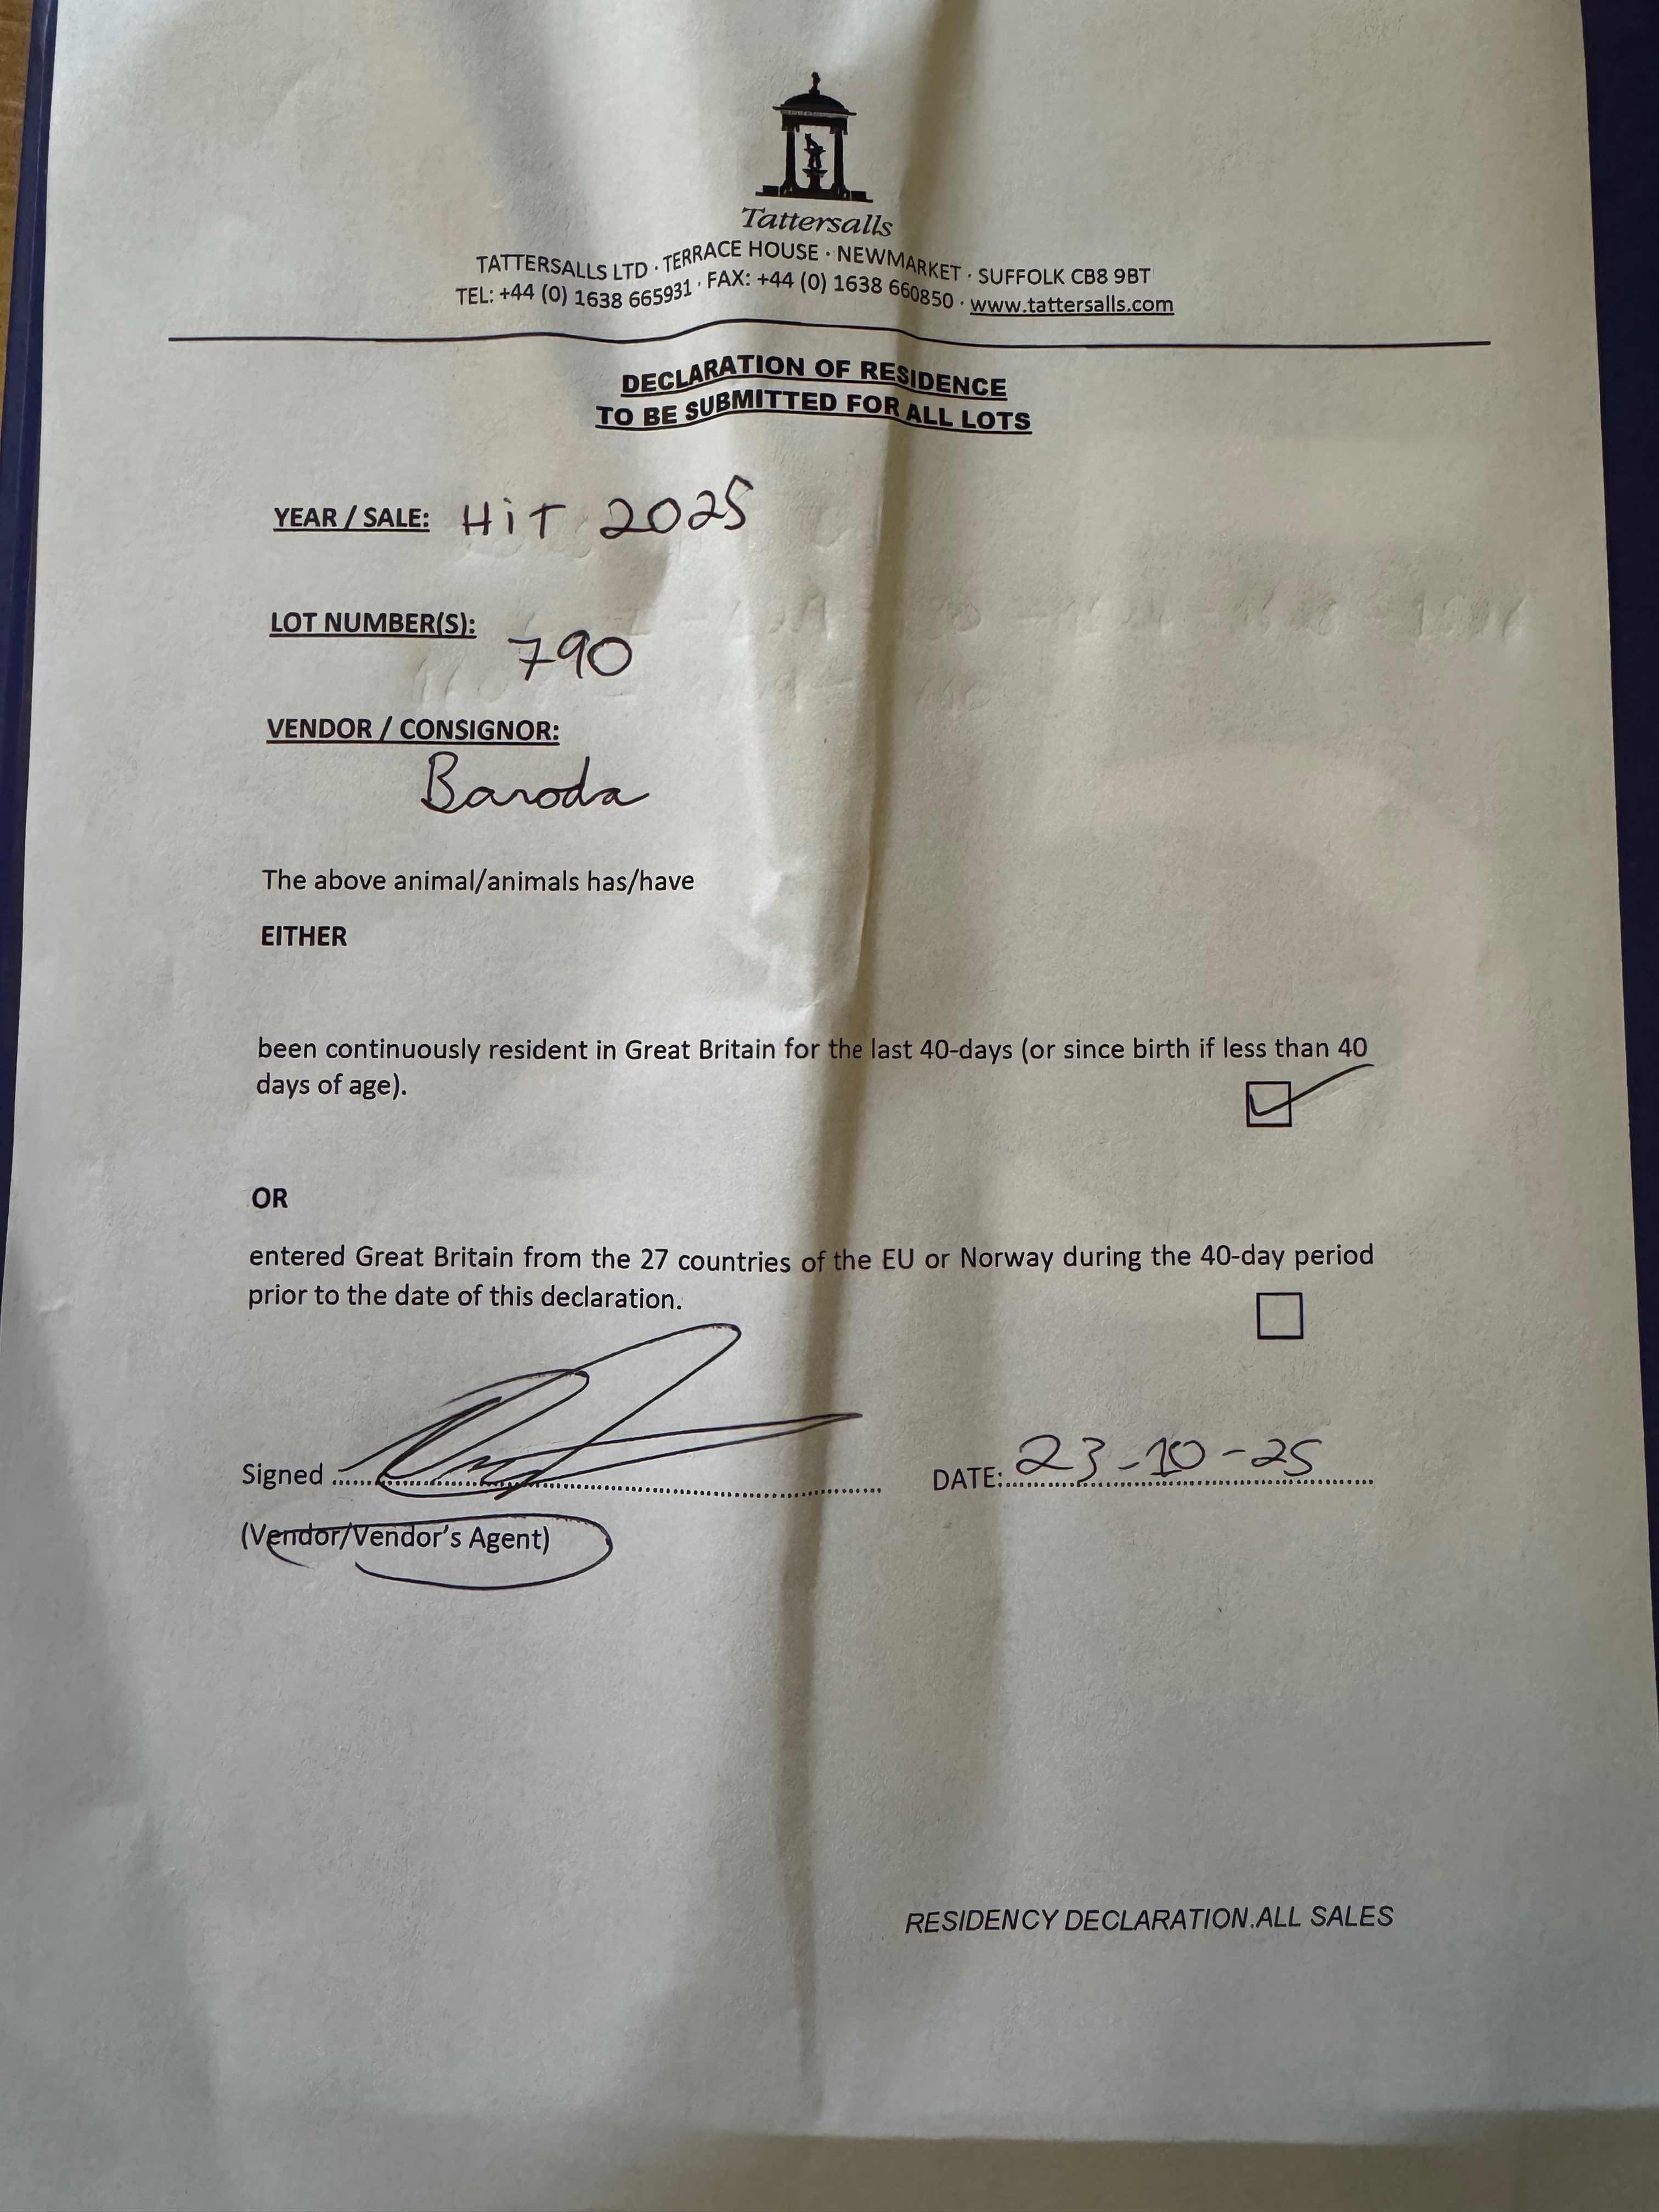 Tattersalls
TATTERSALLS LTD · TERRACE HOUSE · NEWMARKET · SUFFOLK CB8 9BT
TEL: +44 (0) 1638 665931 · FAX: +44 (0) 1638 660850 · www.tattersalls.com
DECLARATION OF RESIDENCE
TO BE SUBMITTED FOR ALL LOTS
YEAR / SALE: HiT 2025
LOT NUMBER(S): 790
VENDOR / CONSIGNOR:
Baroda
The above animal/animals has/have
EITHER
been continuously resident in Great Britain for the last 40-days (or since birth if less than 40
days of age).
OR
entered Great Britain from the 27 countries of the EU or Norway during the 40-day period
prior to the date of this declaration.
Signed DATE: 23-10-25
(Vendor/Vendor's Agent)
RESIDENCY DECLARATION.ALL SALES